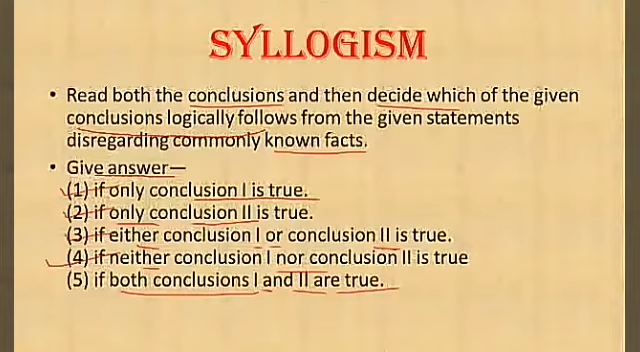 SYLLOGISM
• Read both the conclusions and then decide which of the given
conclusions logically follows from the given statements
disregarding commonly known facts.
• Give answer—
(1) if only conclusion I is true.
(2) if only conclusion II is true.
(3) if either conclusion I or conclusion II is true.
(4) if neither conclusion I nor conclusion II is true
(5) if both conclusions I and II are true.